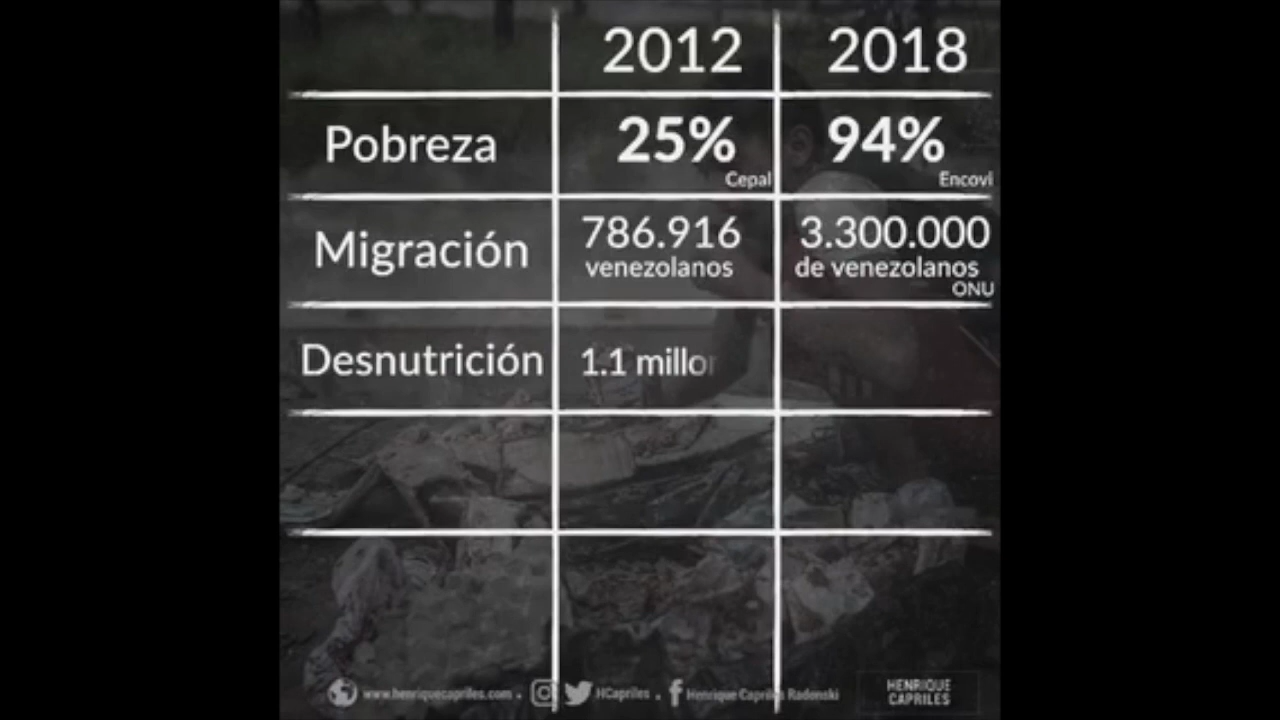 2012 2018
Pobreza 25% 94%
Cepal Encovi
Migración 786.916 3.300.000
venezolanos de venezolanos
ONU
Desnutrición 1.1
www.henriquecapriles.com . HCapriles . Henrique Capriles Radonski
HENRIQUE
CAPRILES